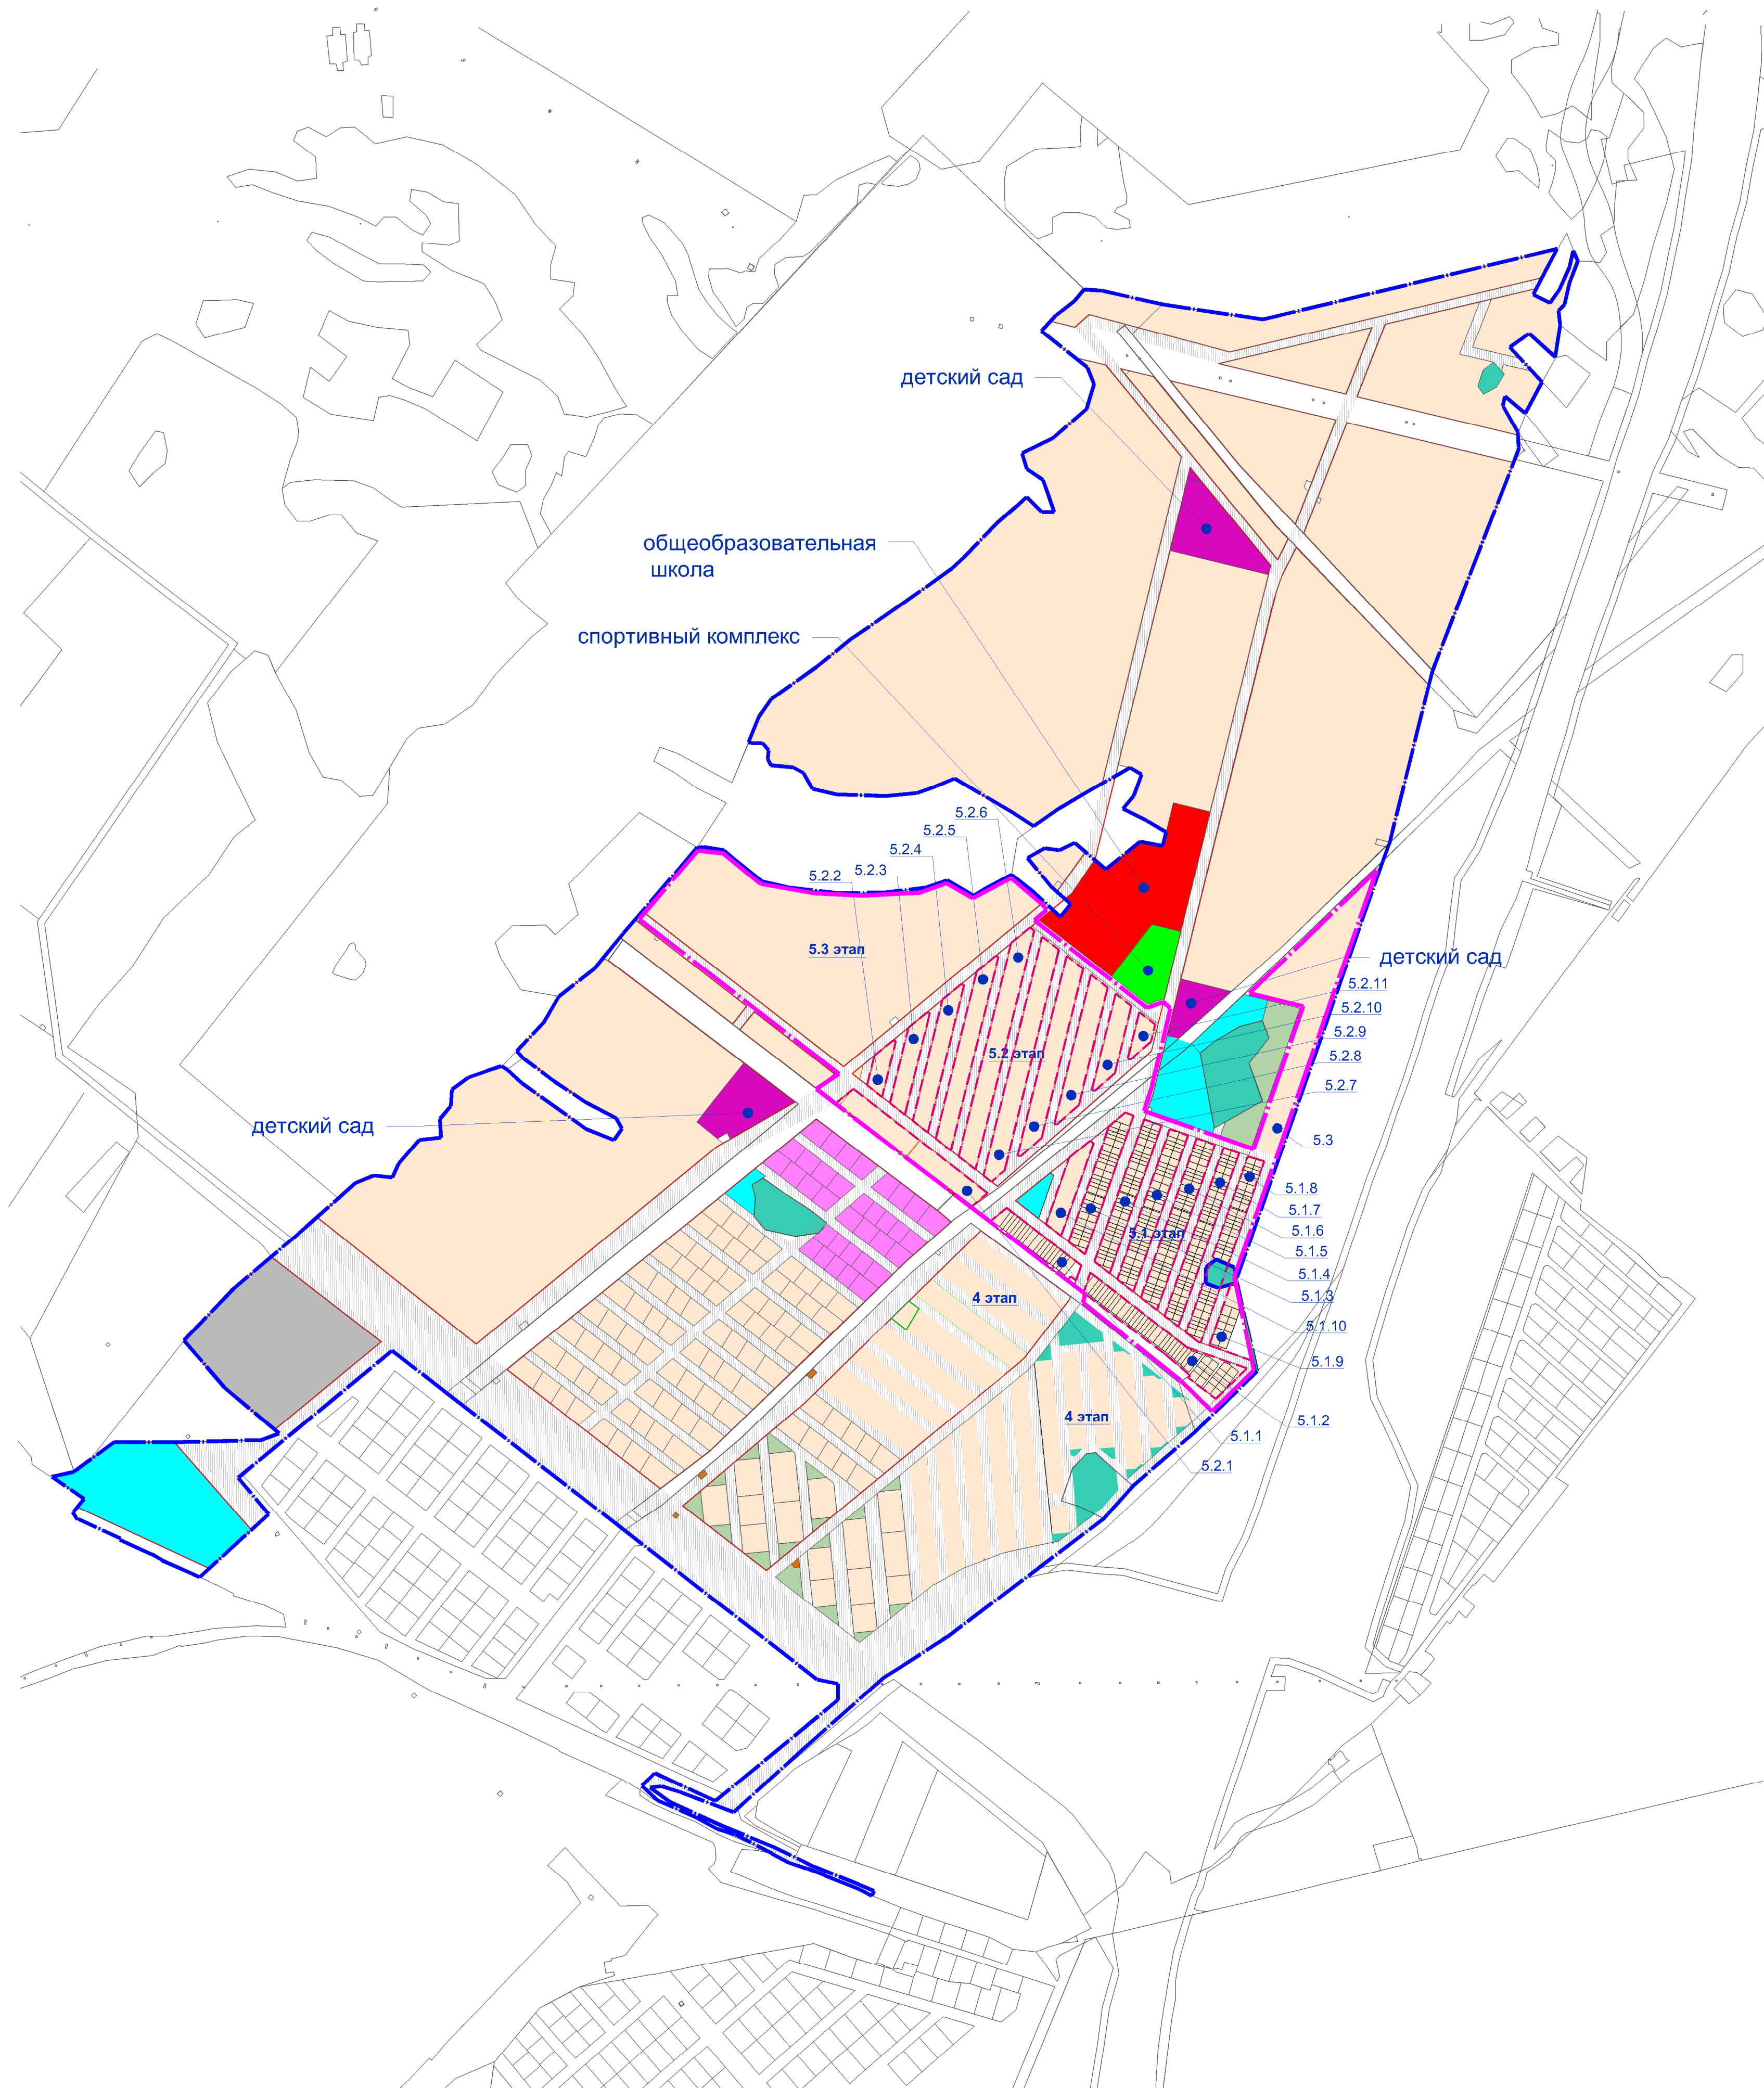 детский сад
общеобразовательная
школа
спортивный комплекс
5.2.6
5.2.5
5.2.4
5.2.3
5.2.2
5.3 этап
детский сад
5.2.11
5.2.10
5.2.9
5.2.8
5.2.7
5.2 этап
детский сад
5.3
5.1.8
5.1.7
5.1.6
5.1 этап
5.1.5
5.1.4
5.1.3
4 этап
5.1.10
5.1.9
4 этап
5.1.2
5.1.1
5.2.1